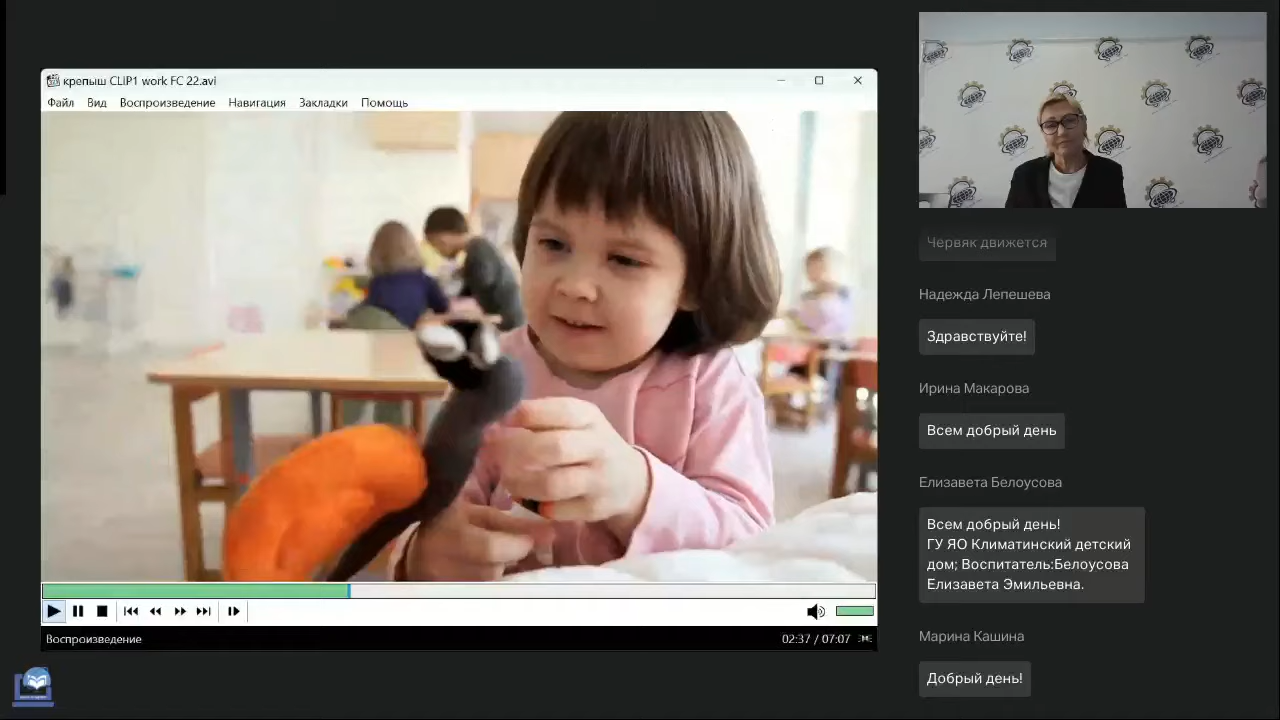 крепыш CLIP1 work FC 22.avi
Файл Вид Воспроизведение Навигация Закладки Помощь
Воспроизведение
02:37 / 07:07
Червяк движется
Надежда Лепешева
Здравствуйте!
Ирина Макарова
Всем добрый день
Елизавета Белоусова
Всем добрый день!
ГУ ЯО Климатинский детский
дом; Воспитатель:Белоусова
Елизавета Эмильевна.
Марина Кашина
Добрый день!